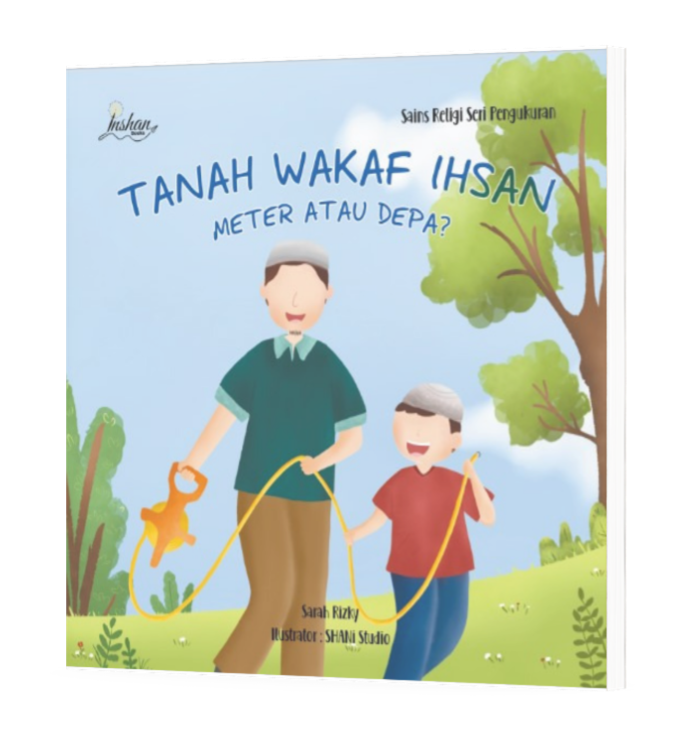 Inshan
Sains Religi Seri Pengukuran
TANAH WAKAF IHSAN
METER ATAU DEPA?
Sarah Rizky
Ilustrator : SHANI Studio